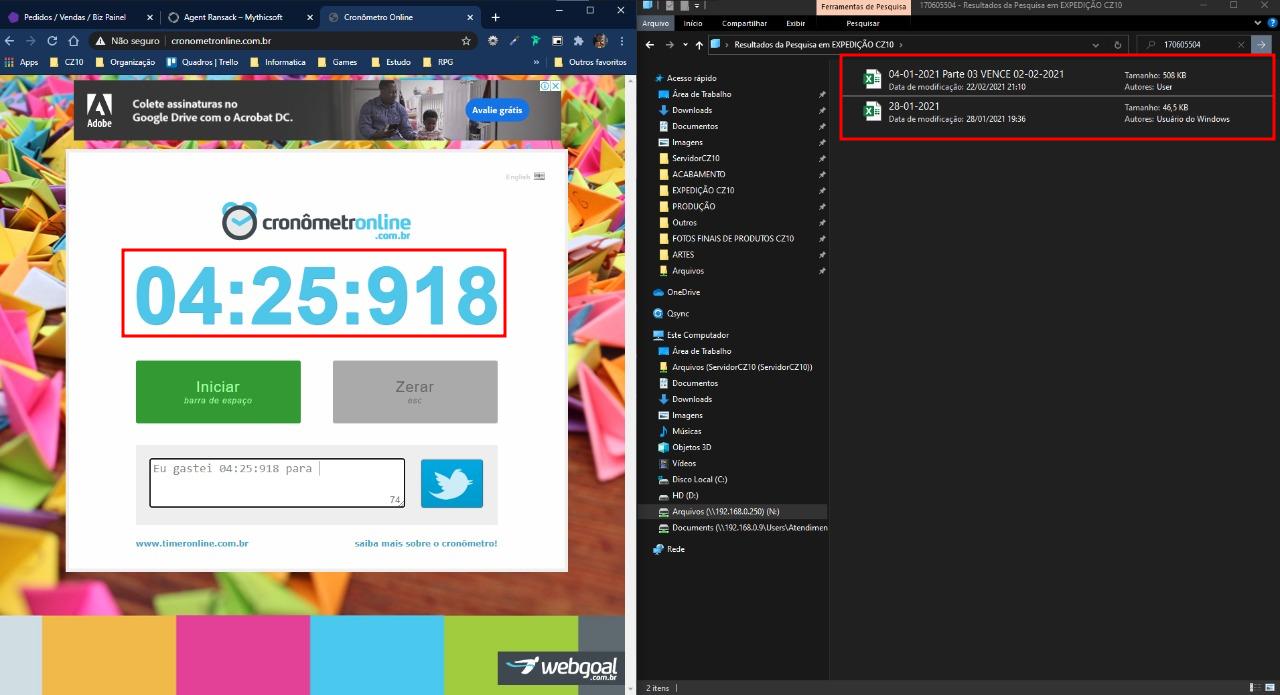 Pedidos / Vendas / Biz Painel
Agent Ransack - Mythicsoft
Cronômetro Online
Não seguro
cronometronline.com.br
Apps
CZ10
Organização
Quadros | Trello
Informatica
Games
Estudo
RPG
»
Outros favoritos
Adobe
Colete assinaturas no
Google Drive com o Acrobat DC.
Avalie grátis
English
cronômetronline
.com.br
04:25:918
Iniciar
barra de espaço
Zerar
esc
Eu gastei 04:25:918 para
74
www.timeronline.com.br
saiba mais sobre o cronômetro!
webgoal
.com.br
Ferramentas de Pesquisa
170605504 - Resultados da Pesquisa em EXPEDIÇÃO CZ10
Arquivo
Início
Compartilhar
Exibir
Pesquisar
Resultados da Pesquisa em EXPEDIÇÃO CZ10
170605504
Acesso rápido
Área de Trabalho
Downloads
Documentos
Imagens
ServidorCZ10
ACABAMENTO
EXPEDIÇÃO CZ10
PRODUÇÃO
Outros
FOTOS FINAIS DE PRODUTOS CZ10
ARTES
Arquivos
OneDrive
Qsync
Este Computador
Área de Trabalho
Arquivos (ServidorCZ10 (ServidorCZ10))
Documentos
Downloads
Imagens
Músicas
Objetos 3D
Vídeos
Disco Local (C:)
HD (D:)
Arquivos (\\192.168.0.250) (N:)
Documents (\\192.168.0.9\Users\Atendimen
Rede
04-01-2021 Parte 03 VENCE 02-02-2021
Data de modificação: 22/02/2021 21:10
Tamanho: 508 KB
Autores: User
28-01-2021
Data de modificação: 28/01/2021 19:36
Tamanho: 46,5 KB
Autores: Usuário do Windows
2 itens